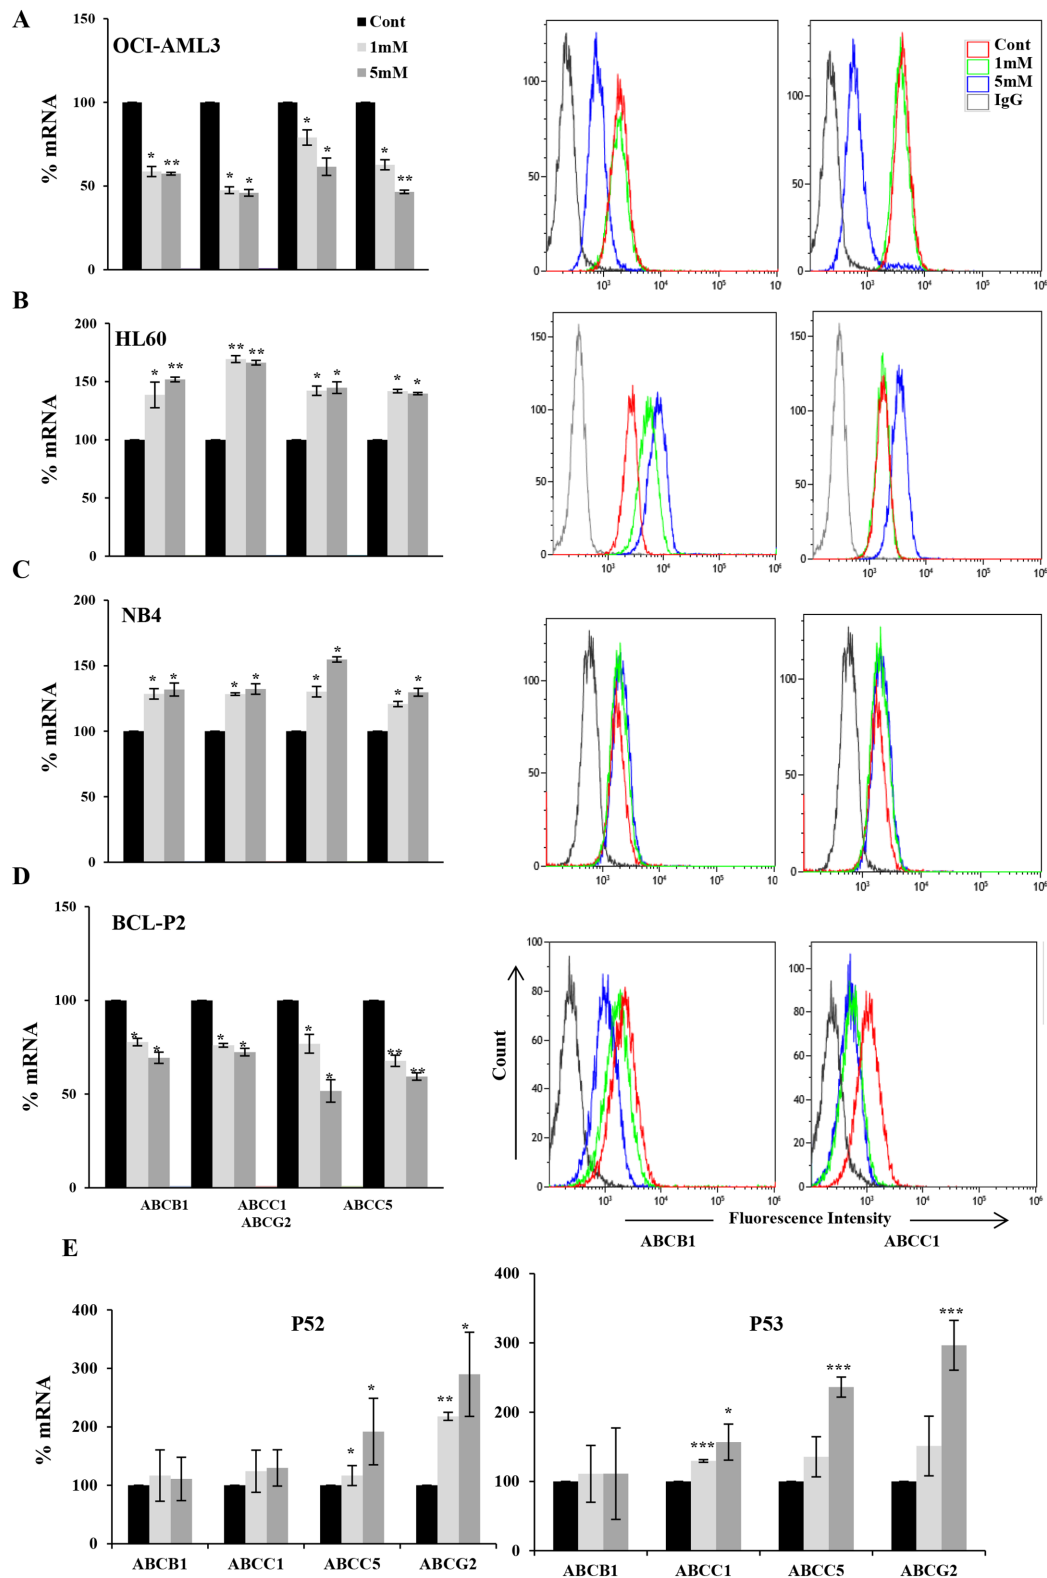 A
OCI-AML3
Cont
1mM
5mM
% mRNA
150
100
50
0
* ** * * * * * **
100
50
0
10³ 10⁴ 10⁵ 10⁶
Cont
1mM
5mM
IgG
100
50
0
10³ 10⁴ 10⁵ 10⁶
B
HL60
% mRNA
200
150
100
50
0
* ** ** ** * * * *
150
100
50
0
10³ 10⁴ 10⁵ 10⁶
150
100
50
0
10³ 10⁴ 10⁵ 10⁶
C
NB4
% mRNA
200
150
100
50
0
* * * * * * * *
100
50
0
10³ 10⁴ 10⁵ 10
100
50
0
10³ 10⁴ 10⁵ 10⁶
D
BCL-P2
% mRNA
150
100
50
0
* * * * * * ** **
ABCB1 ABCC1 ABCC5
ABCG2
Count
100
80
60
40
20
0
10³ 10⁴ 10⁵ 10⁶
100
80
60
40
20
0
10³ 10⁴ 10⁵ 10⁶
Fluorescence Intensity
ABCB1 ABCC1
E
P52
% mRNA
400
300
200
100
0
* * ** *
ABCB1 ABCC1 ABCC5 ABCG2
P53
400
300
200
100
0
*** * *** ***
ABCB1 ABCC1 ABCC5 ABCG2